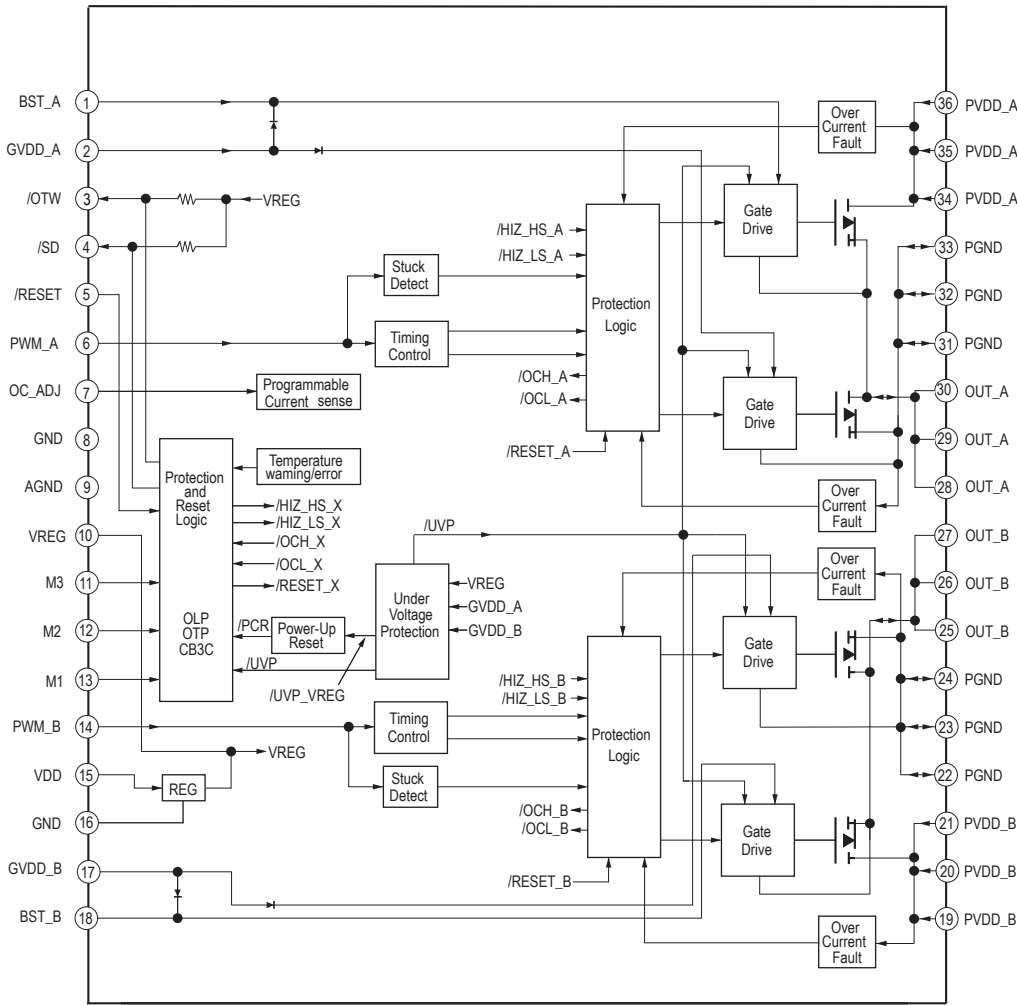 BST_A
1
GVDD_A
2
/OTW
3
VREG
/SD
4
/RESET
5
PWM_A
6
OC_ADJ
7
GND
8
AGND
9
VREG
10
M3
11
M2
12
M1
13
PWM_B
14
VDD
15
GND
16
GVDD_B
17
BST_B
18
Stuck
Detect
Timing
Control
Programmable
Current sense
Temperature
waming/error
Protection
and
Reset
Logic
OLP
OTP
CB3C
/HIZ_HS_X
/HIZ_LS_X
/OCH_X
/OCL_X
/RESET_X
/PCR
Power-Up
Reset
/UVP
/UVP_VREG
/UVP
Under
Voltage
Protection
VREG
GVDD_A
GVDD_B
Timing
Control
Stuck
Detect
VREG
REG
/HIZ_HS_A
/HIZ_LS_A
Protection
Logic
/OCH_A
/OCL_A
/RESET_A
Gate
Drive
Gate
Drive
Over
Current
Fault
Over
Current
Fault
/HIZ_HS_B
/HIZ_LS_B
Protection
Logic
/OCH_B
/OCL_B
/RESET_B
Gate
Drive
Gate
Drive
Over
Current
Fault
Over
Current
Fault
36
PVDD_A
35
PVDD_A
34
PVDD_A
33
PGND
32
PGND
31
PGND
30
OUT_A
29
OUT_A
28
OUT_A
27
OUT_B
26
OUT_B
25
OUT_B
24
PGND
23
PGND
22
PGND
21
PVDD_B
20
PVDD_B
19
PVDD_B